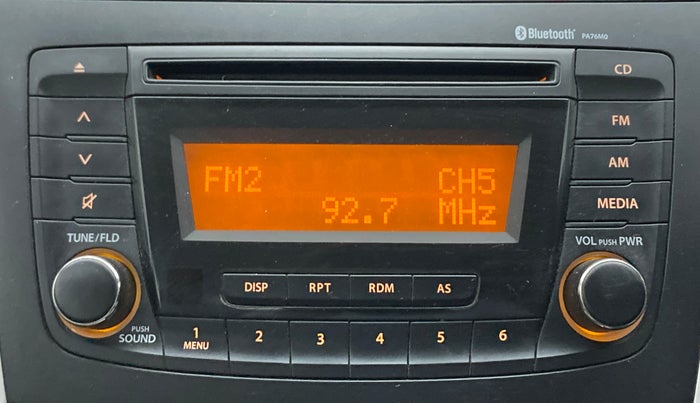 Bluetooth® PA76M0
CD
FM
AM
MEDIA
FM2 CH5
92.7 MHz
TUNE/FLD
VOL PUSH PWR
DISP RPT RDM AS
PUSH
SOUND
1 2 3 4 5 6
MENU